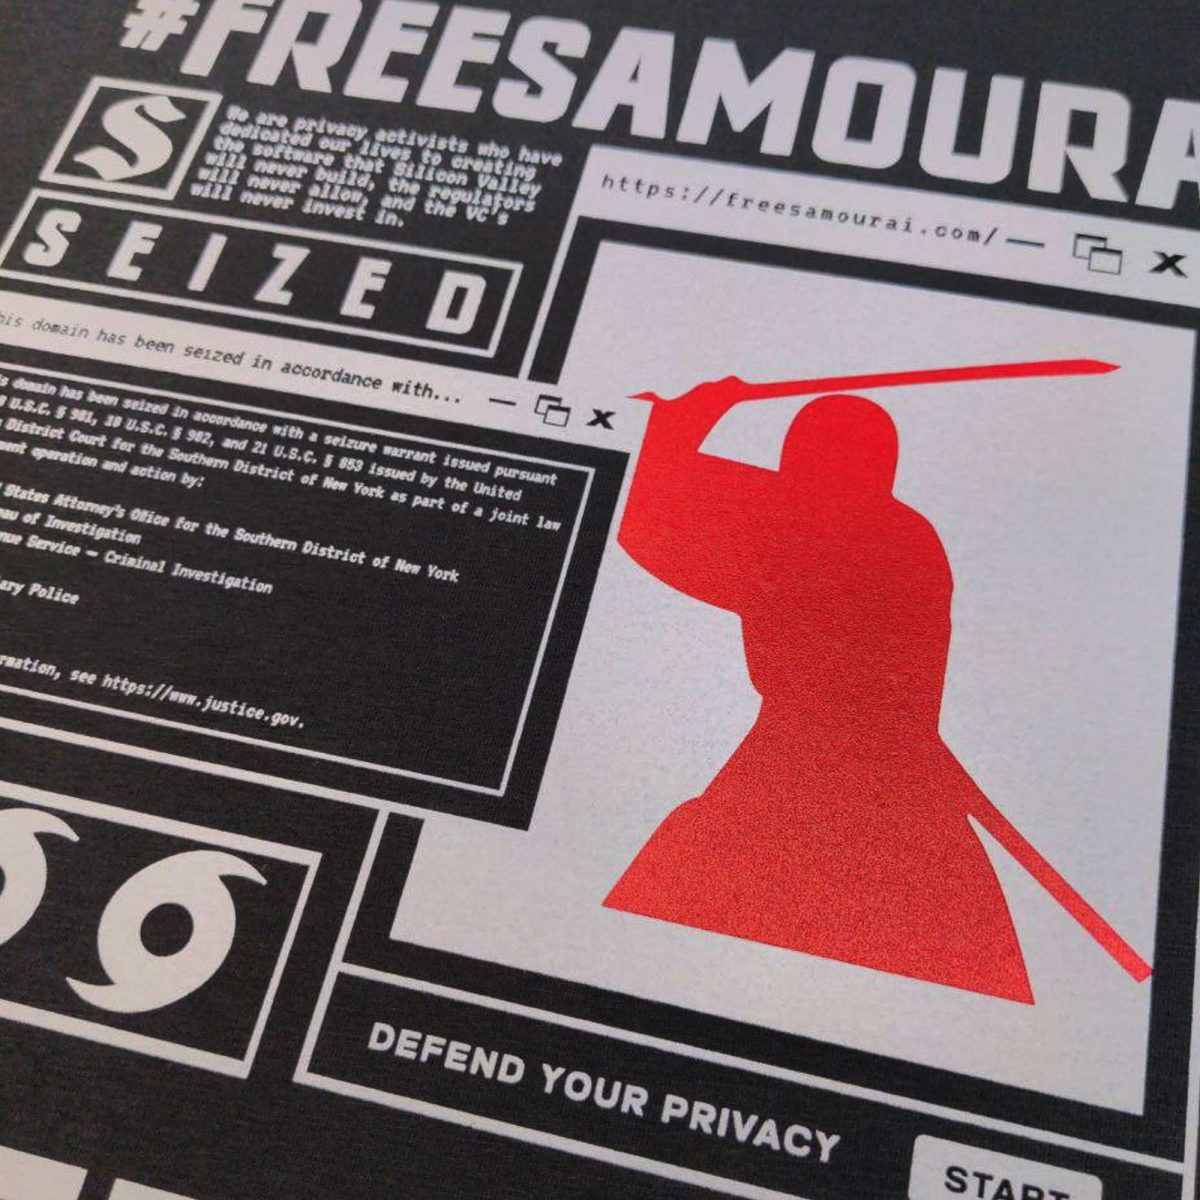 #FREESAMOURA
S
We are privacy activists who have
dedicated our lives to creating
the software that Silicon Valley
will never build, the regulators
will never allow, and the VC's
will never invest in.
SEIZED
https://freesamourai.com/
his domain has been seized in accordance with...
domain has been seized in accordance with a seizure warrant issued pursuant
U.S.C. § 981, 18 U.S.C. § 982, and 21 U.S.C. § 853 issued by the United
District Court for the Southern District of New York as part of a joint law
ment operation and action by:
States Attorney's Office for the Southern District of New York
au of Investigation
nue Service — Criminal Investigation
ary Police
rmation, see https://www.justice.gov.
DEFEND YOUR PRIVACY
START